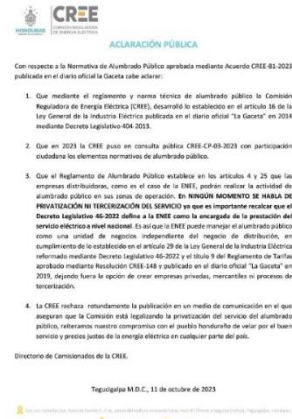 HONDURAS
CREE
COMISIÓN REGULADORA
DE ENERGÍA ELÉCTRICA
ACLARACIÓN PÚBLICA
Con respecto a la Normativa de Alumbrado Público aprobada mediante Acuerdo CREE-81-2023
publicada en el diario oficial la Gaceta cabe aclarar:
1. Que mediante el reglamento y norma técnica de alumbrado público la Comisión
Reguladora de Energía Eléctrica (CREE), desarrolló lo establecido en el artículo 16 de la
Ley General de la Industria Eléctrica publicada en el diario oficial "La Gaceta" en 2014
mediante Decreto Legislativo 404-2013.
2. Que en 2023 la CREE puso en consulta pública CREE-CP-03-2023 con participación
ciudadana los elementos normativos de alumbrado público.
3. Que el Reglamento de Alumbrado Público establece en los artículos 4 y 25 que las
empresas distribuidoras, como es el caso de la ENEE, podrán realizar la actividad de
alumbrado público en sus zonas de operación. En NINGÚN MOMENTO SE HABLA DE
PRIVATIZACIÓN NI TERCERIZACIÓN DEL SERVICIO ya que es importante recalcar que el
Decreto Legislativo 46-2022 define a la ENEE como la encargada de la prestación del
servicio eléctrico a nivel nacional. Es así que la ENEE puede manejar el alumbrado público
como una unidad de negocios independiente del negocio de distribución, en
cumplimiento de lo establecido en el artículo 29 de la Ley General de la Industria Eléctrica
reformado mediante Decreto Legislativo 46-2022 y el título 9 del Reglamento de Tarifas
aprobado mediante Resolución CREE-148 y publicado en el diario oficial "La Gaceta" en
2019, dejando fuera la opción de crear empresas privadas, mercantiles ni procesos de
tercerización.
4. La CREE rechaza rotundamente la publicación en un medio de comunicación en el que
aseguran que la Comisión está legalizando la privatización del servicio del alumbrado
público, reiteramos nuestro compromiso con el pueblo hondureño de velar por el buen
servicio y precios justos de la energía eléctrica en cualquier parte del país.
Directorio de Comisionados de la CREE.
Tegucigalpa M.D.C., 11 de octubre de 2023